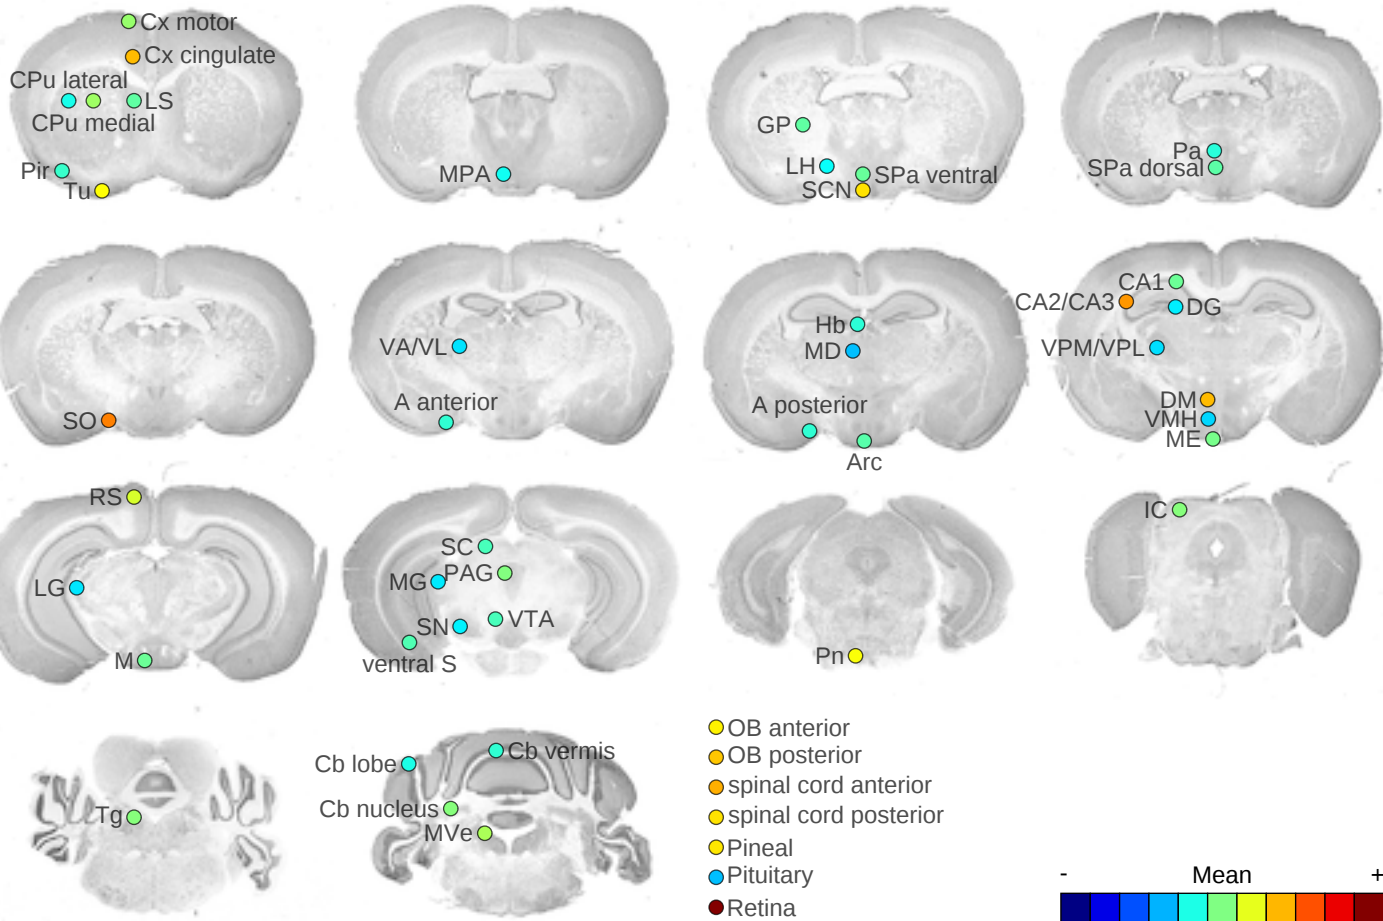 Cx motor
Cx cingulate
CPu lateral
LS
CPu medial
Pir
Tu
MPA
GP
LH
SPa ventral
SCN
Pa
SPa dorsal
SO
VA/VL
A anterior
Hb
MD
A posterior
Arc
CA1
CA2/CA3
DG
VPM/VPL
DM
VMH
ME
RS
LG
M
SC
PAG
MG
VTA
SN
ventral S
Pn
IC
Tg
Cb lobe
Cb vermis
Cb nucleus
MVe
OB anterior
OB posterior
spinal cord anterior
spinal cord posterior
Pineal
Pituitary
Retina
- Mean +